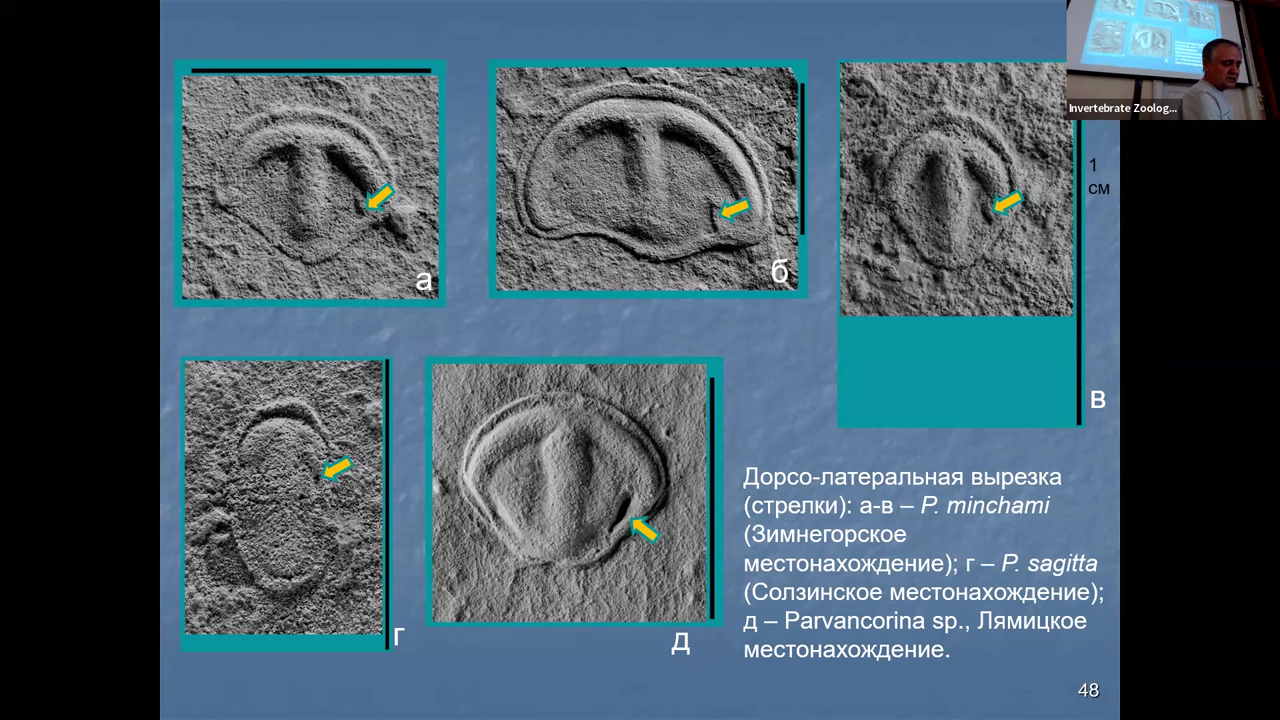 Invertebrate Zoolog...
1
см
а
б
в
г
д
Дорсо-латеральная вырезка
(стрелки): а-в – P. minchami
(Зимнегорское
местонахождение); г – P. sagitta
(Солзинское местонахождение);
д – Parvancorina sp., Лямицкое
местонахождение.
48